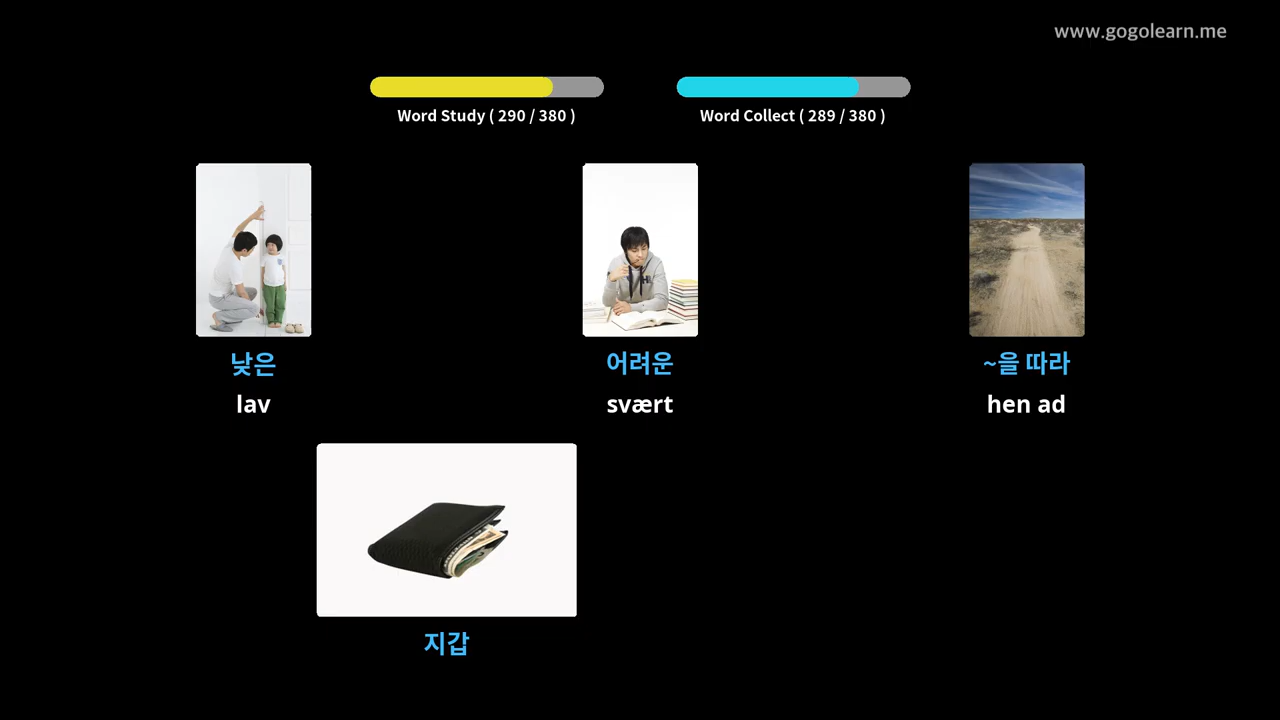 www.gogolearn.me
Word Study ( 290 / 380 )
Word Collect ( 289 / 380 )
낮은
어려운
~을 따라
lav
svært
hen ad
지갑